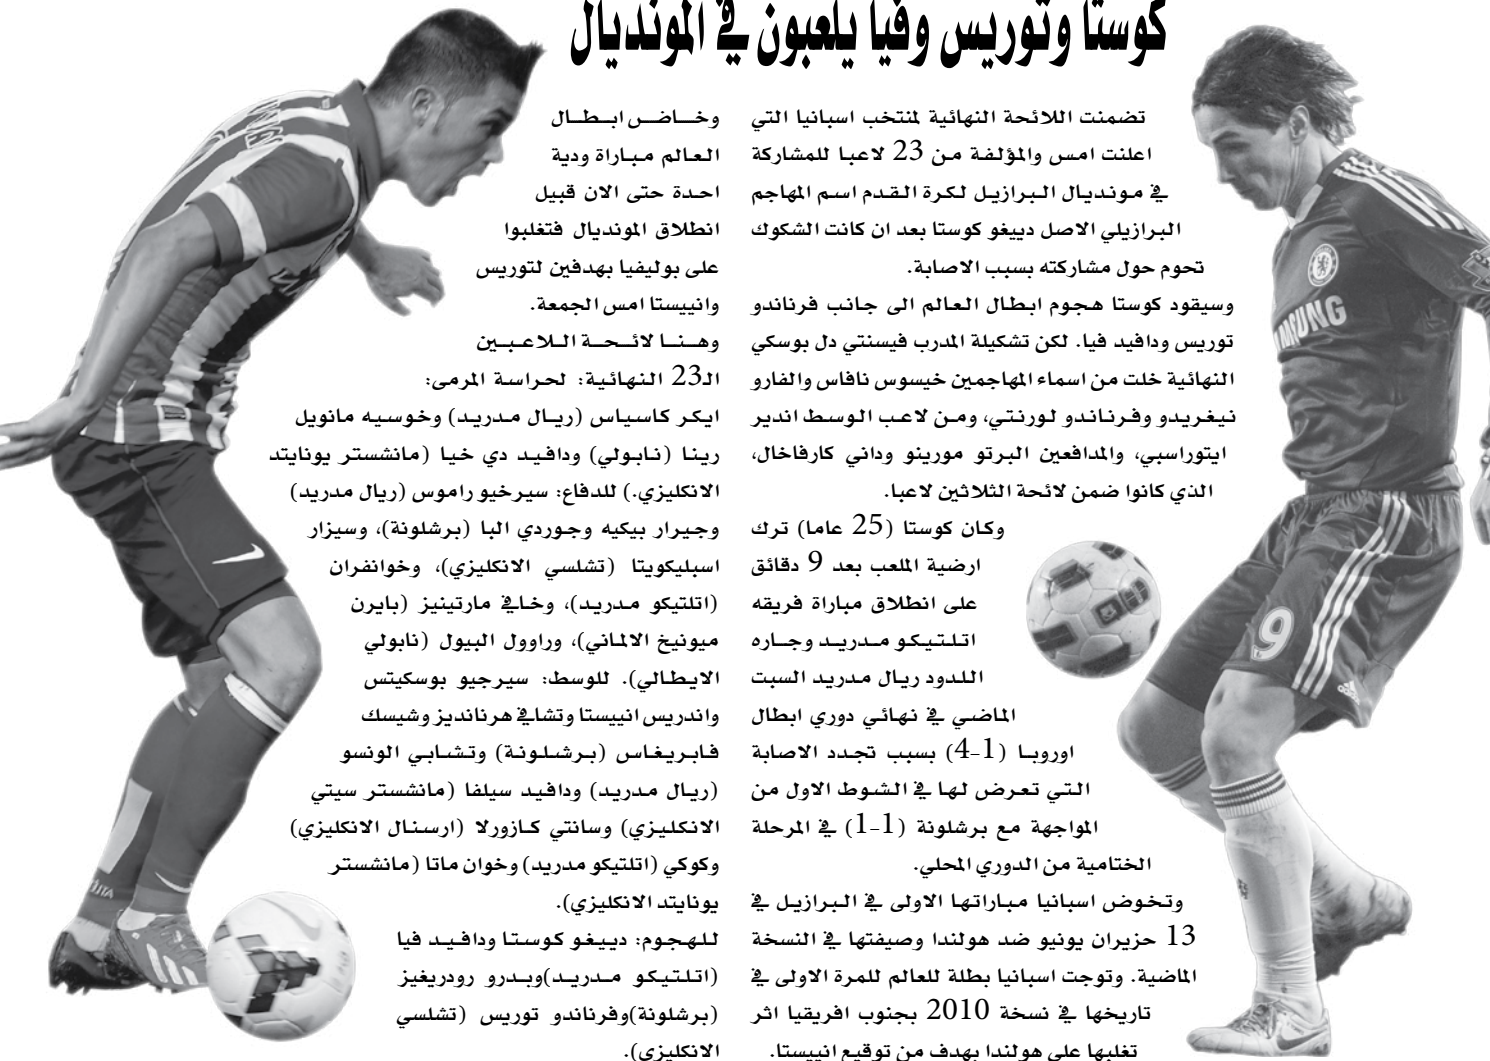 كوستا وتوريس وفيا يلعبون في المونديال
تضمنت اللائحة النهائية لمنتخب اسبانيا التي
اعلنت امس والمؤلفة من 23 لاعبا للمشاركة
في مونديال البرازيل لكرة القدم اسم المهاجم
البرازيلي الاصل دييغو كوستا بعد ان كانت الشكوك
تحوم حول مشاركته بسبب الاصابة.
وسيقود كوستا هجوم ابطال العالم الى جانب فرناندو
توريس ودافيد فيا. لكن تشكيلة المدرب فيسنتي دل بوسكي
النهائية خلت من اسماء المهاجمين خيسوس نافاس والفارو
نيغريدو وفرناندو لورنتي، ومن لاعب الوسط اندير
ايتوراسبي، والمدافعين البرتو مورينو وداني كارفاخال،
الذي كانوا ضمن لائحة الثلاثين لاعبا.
وكان كوستا (25 عاما) ترك
ارضية الملعب بعد 9 دقائق
على انطلاق مباراة فريقه
اتلتيكو مدريد وجاره
اللدود ريال مدريد السبت
الماضي في نهائي دوري ابطال
اوروبا (1-4) بسبب تجدد الاصابة
التي تعرض لها في الشوط الاول من
المواجهة مع برشلونة (1-1) في المرحلة
الختامية من الدوري المحلي.
وتخوض اسبانيا مباراتها الاولى في البرازيل في
13 حزيران يونيو ضد هولندا وصيفتها في النسخة
الماضية. وتوجت اسبانيا بطلة للعالم للمرة الاولى في
تاريخها في نسخة 2010 بجنوب افريقيا اثر
تغلبها على هولندا بهدف من توقيع انييستا.
وخاض ابطال
العالم مباراة ودية
احدة حتى الان قبيل
انطلاق المونديال فتغلبوا
على بوليفيا بهدفين لتوريس
وانييستا امس الجمعة.
وهنا لائحة اللاعبين
الـ23 النهائية: لحراسة المرمى:
ايكر كاسياس (ريال مدريد) وخوسيه مانويل
رينا (نابولي) ودافيد دي خيا (مانشستر يونايتد
الانكليزي.) للدفاع: سيرخيو راموس (ريال مدريد)
وجيرار بيكيه وجوردي البا (برشلونة)، وسيزار
اسبليكويتا (تشلسي الانكليزي)، وخوانفران
(اتلتيكو مدريد)، وخافي مارتينيز (بايرن
ميونيخ الالماني)، وراوول البيول (نابولي
الايطالي). للوسط: سيرجيو بوسكيتس
واندريس انييستا وتشافي هرنانديز وشيسك
فابريغاس (برشلونة) وتشابي الونسو
(ريال مدريد) ودافيد سيلفا (مانشستر سيتي
الانكليزي) وسانتي كازورلا (ارسنال الانكليزي)
وكوكي (اتلتيكو مدريد) وخوان ماتا (مانشستر
يونايتد الانكليزي).
للهجوم: دييغو كوستا ودافيد فيا
(اتلتيكو مدريد)وبدرو رودريغيز
(برشلونة)وفرناندو توريس (تشلسي
الانكليزي).
9
adidas